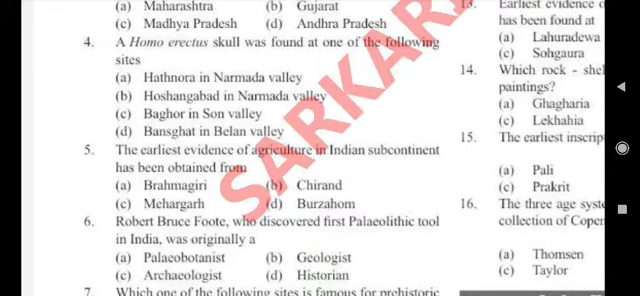 (a) Maharashtra (b) Gujarat
(c) Madhya Pradesh (d) Andhra Pradesh
4. A Homo erectus skull was found at one of the following
sites
(a) Hathnora in Narmada valley
(b) Hoshangabad in Narmada valley
(c) Baghor in Son valley
(d) Bansghat in Belan valley
5. The earliest evidence of agriculture in Indian subcontinent
has been obtained from
(a) Brahmagiri (b) Chirand
(c) Mehargarh (d) Burzahom
6. Robert Bruce Foote, who discovered first Palaeolithic tool
in India, was originally a
(a) Palaeobotanist (b) Geologist
(c) Archaeologist (d) Historian
7. Which one of the following sites is famous for prehistoric
13. Earliest evidence o
has been found at
(a) Lahuradewa
(c) Sohgaura
14. Which rock - shel
paintings?
(a) Ghagharia
(c) Lekhahia
15. The earliest inscrip
(a) Pali
(c) Prakrit
16. The three age syste
collection of Copen
(a) Thomsen
(c) Taylor
SARKARI